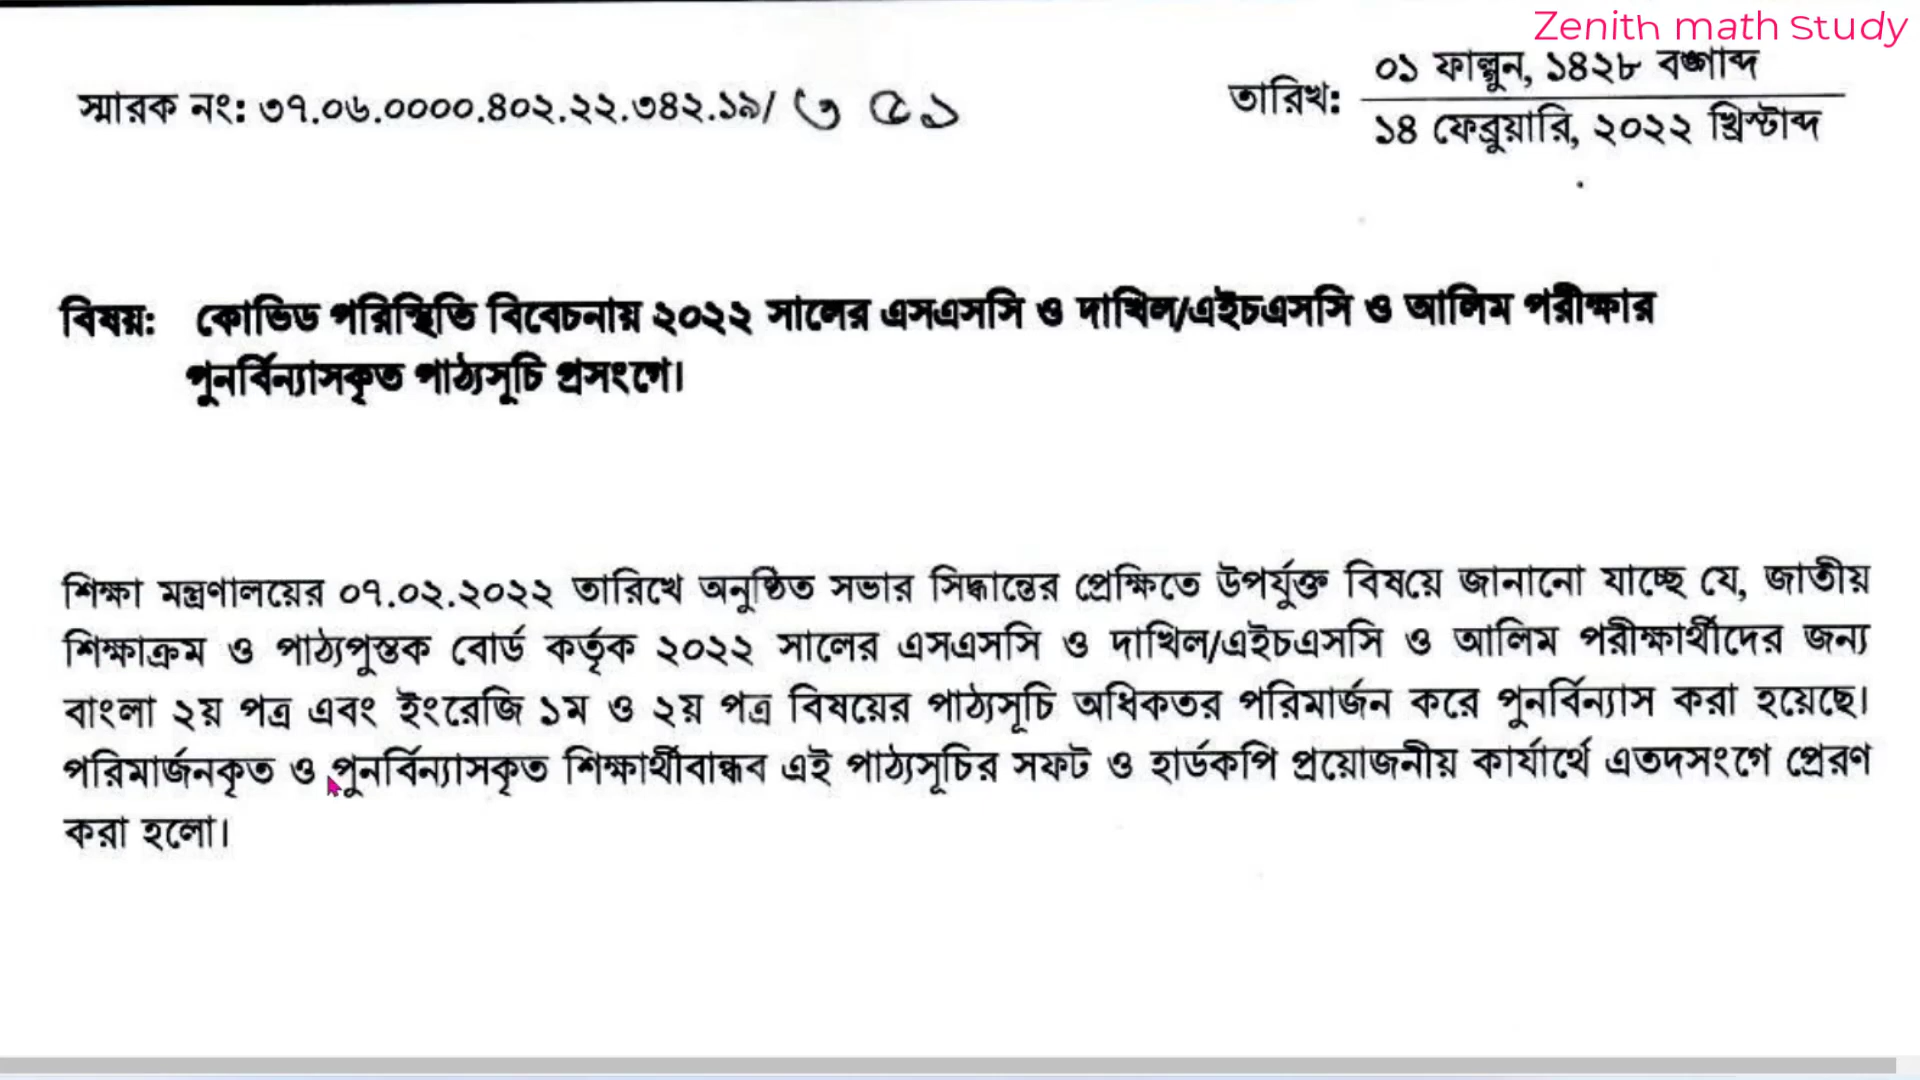 Zenith math Study
স্মারক নং: ৩৭.০৬.০০০০.৪০২.২২.৩৪২.১৯/ ৩৫১
তারিখ: ০১ ফাল্গুন, ১৪২৮ বঙ্গাব্দ
১৪ ফেব্রুয়ারি, ২০২২ খ্রিস্টাব্দ
বিষয়: কোভিড পরিস্থিতি বিবেচনায় ২০২২ সালের এসএসসি ও দাখিল/এইচএসসি ও আলিম পরীক্ষার
পুনর্বিন্যাসকৃত পাঠ্যসূচি প্রসংগে।
শিক্ষা মন্ত্রণালয়ের ০৭.০২.২০২২ তারিখে অনুষ্ঠিত সভার সিদ্ধান্তের প্রেক্ষিতে উপর্যুক্ত বিষয়ে জানানো যাচ্ছে যে, জাতীয়
শিক্ষাক্রম ও পাঠ্যপুস্তক বোর্ড কর্তৃক ২০২২ সালের এসএসসি ও দাখিল/এইচএসসি ও আলিম পরীক্ষার্থীদের জন্য
বাংলা ২য় পত্র এবং ইংরেজি ১ম ও ২য় পত্র বিষয়ের পাঠ্যসূচি অধিকতর পরিমার্জন করে পুনর্বিন্যাস করা হয়েছে।
পরিমার্জনকৃত ও পুনর্বিন্যাসকৃত শিক্ষার্থীবান্ধব এই পাঠ্যসূচির সফট ও হার্ডকপি প্রয়োজনীয় কার্যার্থে এতদসংগে প্রেরণ
করা হলো।